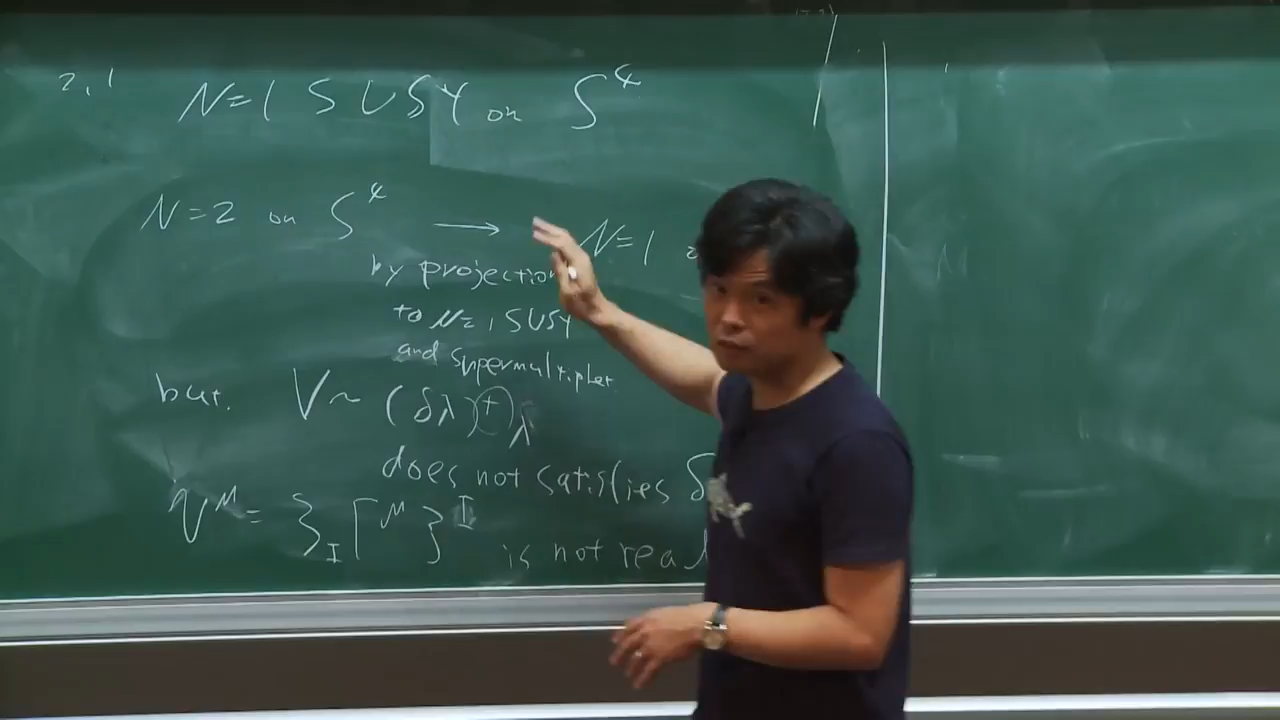 2.1 N=1 SUSY on S⁴
N=2 on S⁴ → N=1
by projection
to N=1 SUSY
and supermultiplet.
but. V ~ (δλ)⁺λ
does not satisfies δ
v^μ = ξ_I Γ^μ ξ^I
is not real